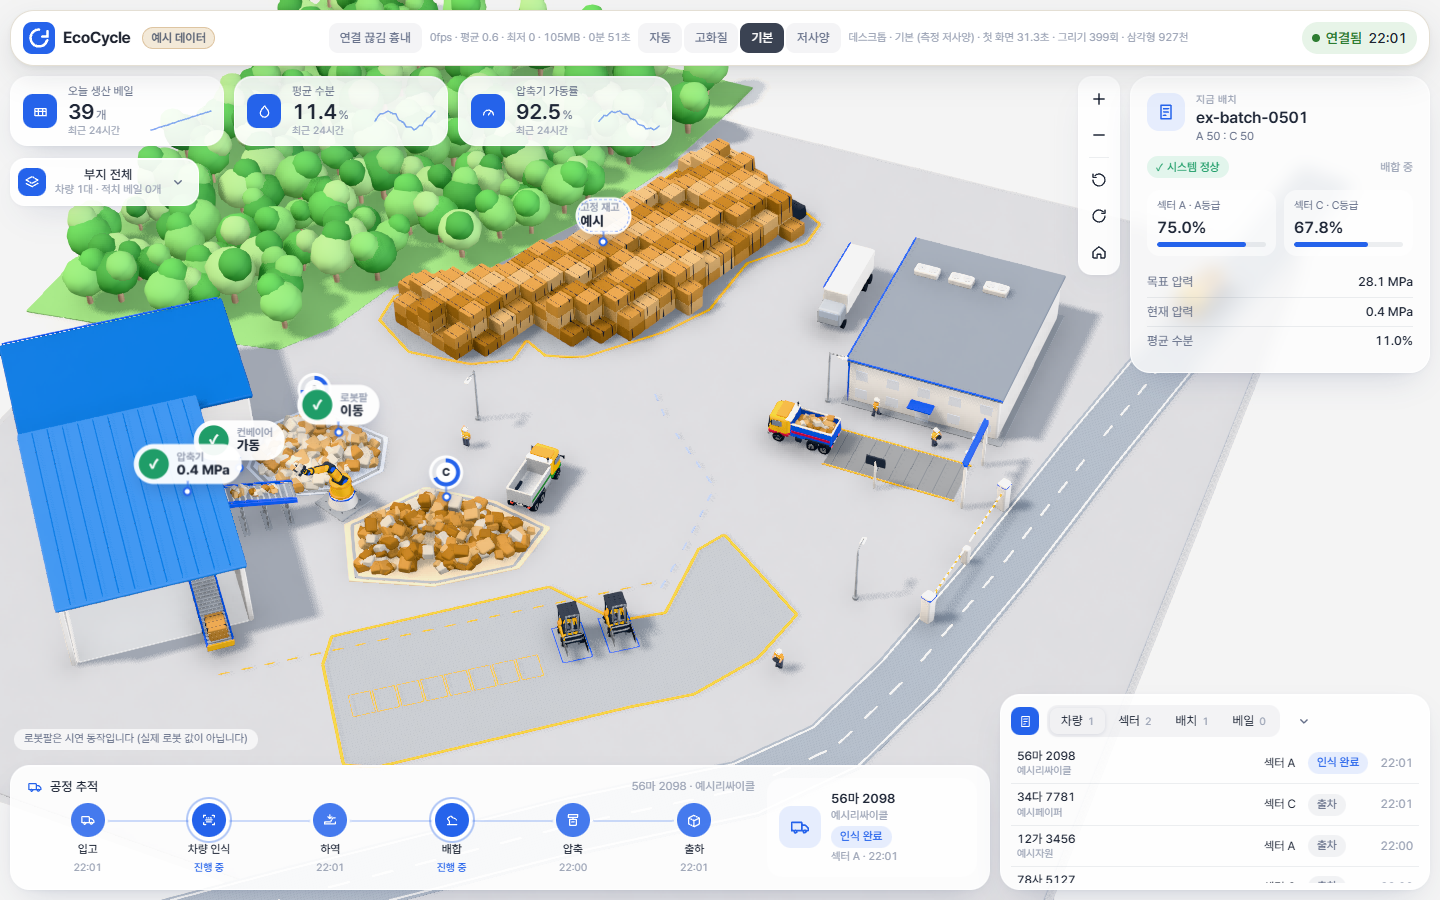 EcoCycle
예시 데이터
연결 끊김 흉내
0fps · 평균 0.6 · 최저 0 · 105MB · 0분 51초
자동
고화질
기본
저사양
데스크톱 · 기본 (측정 저사양) · 첫 화면 31.3초 · 그리기 399회 · 삼각형 927천
연결됨 22:01
오늘 생산 베일
39개
최근 24시간
평균 수분
11.4%
최근 24시간
압축기 가동률
92.5%
최근 24시간
부지 전체
차량 1대 · 적치 베일 0개
지금 배치
ex-batch-0501
A 50 : C 50
✓ 시스템 정상
배합 중
섹터 A · A등급
75.0%
섹터 C · C등급
67.8%
목표 압력
28.1 MPa
현재 압력
0.4 MPa
평균 수분
11.0%
고정 재고
예시
로봇팔
이동
컨베이어
가동
압축기
0.4 MPa
C
로봇팔은 시연 동작입니다 (실제 로봇 값이 아닙니다)
공정 추적
56마 2098 · 예시리싸이클
입고
22:01
차량 인식
진행 중
하역
22:01
배합
진행 중
압축
22:00
출하
22:01
56마 2098
예시리싸이클
인식 완료
섹터 A · 22:01
차량 1
섹터 2
배치 1
베일 0
56마 2098
예시리싸이클
섹터 A
인식 완료
22:01
34다 7781
예시페이퍼
섹터 C
출차
22:01
12가 3456
예시자원
섹터 A
출차
22:00
78사 5127